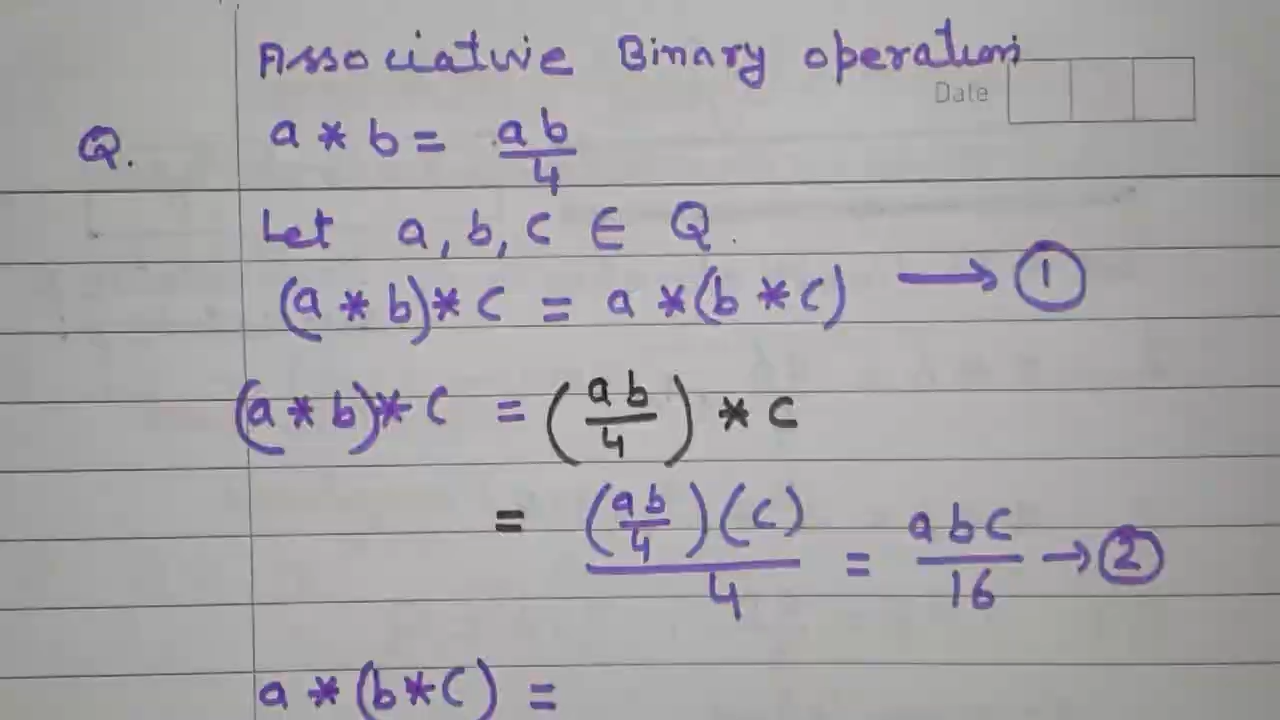 Associative Binary operation
Date
Q. a * b = ab/4
Let a, b, c ∈ Q.
(a * b) * c = a * (b * c) → ①
(a * b) * c = (ab/4) * c
= (ab/4)(c)/4 = abc/16 → ②
a * (b * c) =